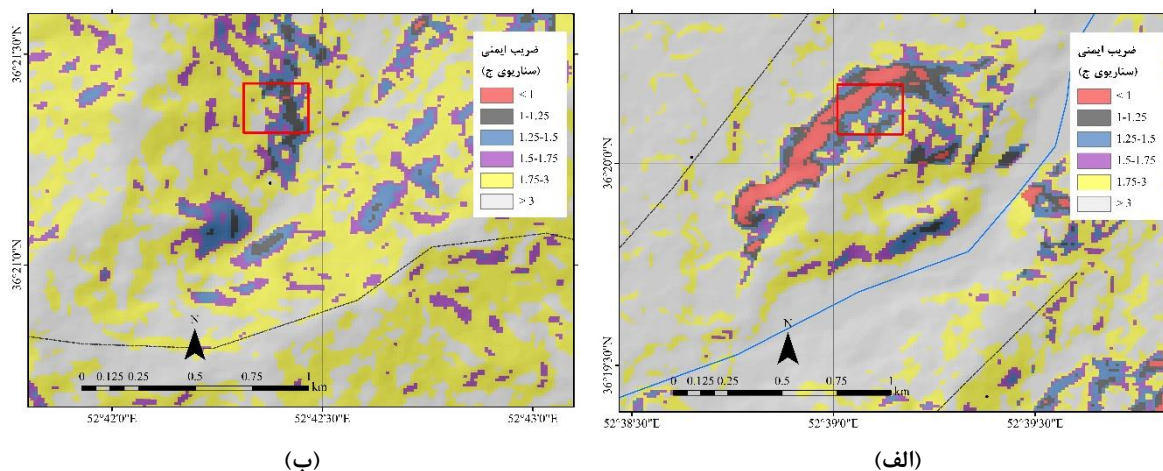 36°21'30"N
36°21'0"N
ضریب ایمنی
(سناریوی ج)
< 1
1-1.25
1.25-1.5
1.5-1.75
1.75-3
> 3
N
0 0.125 0.25 0.5 0.75 1
km
52°42'0"E 52°42'30"E 52°43'0"E
(ب)
36°20'0"N
36°19'30"N
ضریب ایمنی
(سناریوی ج)
< 1
1-1.25
1.25-1.5
1.5-1.75
1.75-3
> 3
N
0 0.125 0.25 0.5 0.75 1
km
52°38'30"E 52°39'0"E 52°39'30"E
(الف)